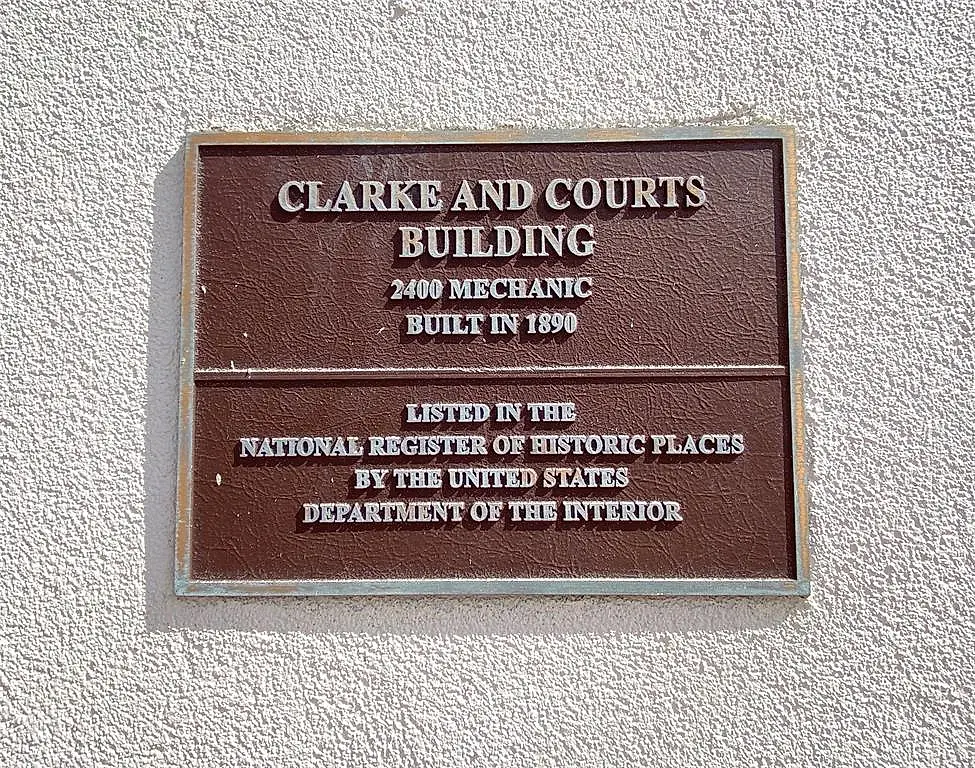 CLARKE AND COURTS
BUILDING
2400 MECHANIC
BUILT IN 1890
LISTED IN THE
NATIONAL REGISTER OF HISTORIC PLACES
BY THE UNITED STATES
DEPARTMENT OF THE INTERIOR